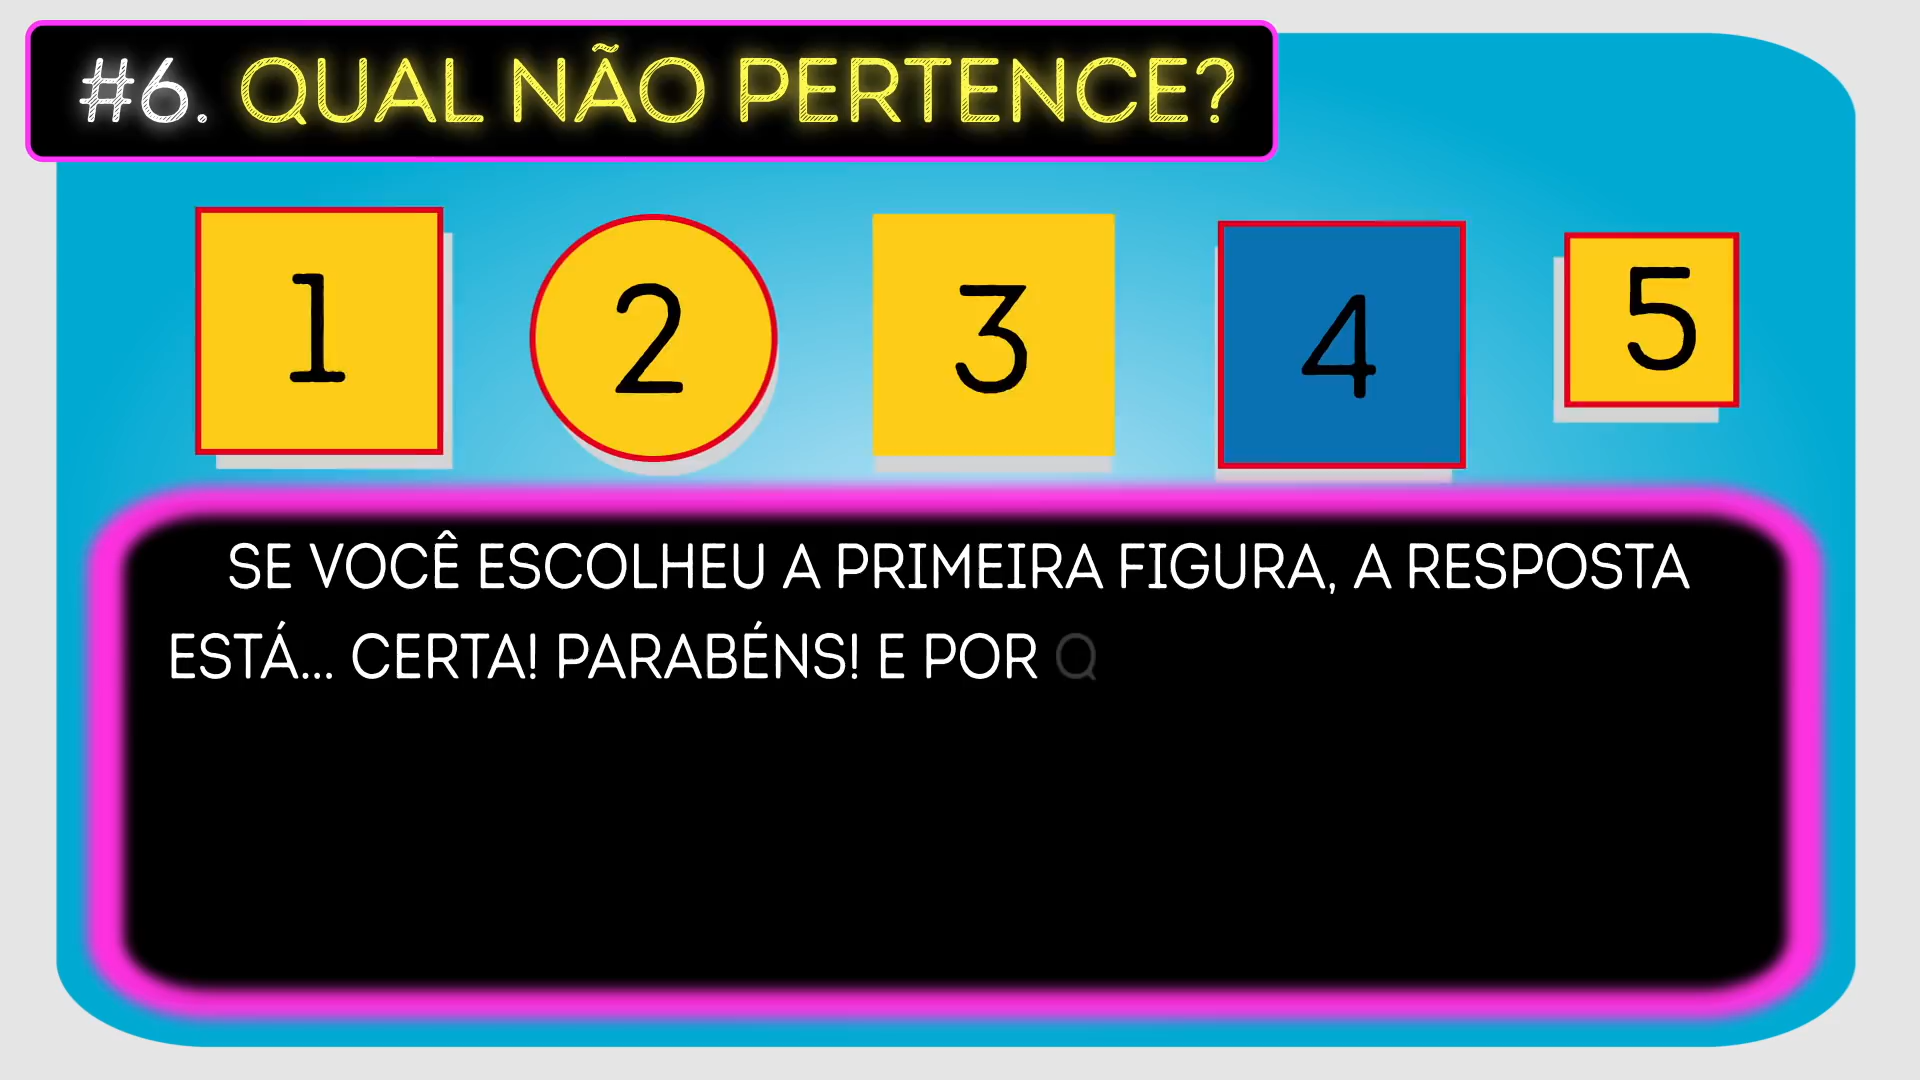 #6. QUAL NÃO PERTENCE?
1 2 3 4 5
SE VOCÊ ESCOLHEU A PRIMEIRA FIGURA, A RESPOSTA
ESTÁ... CERTA! PARABÉNS! E POR Q